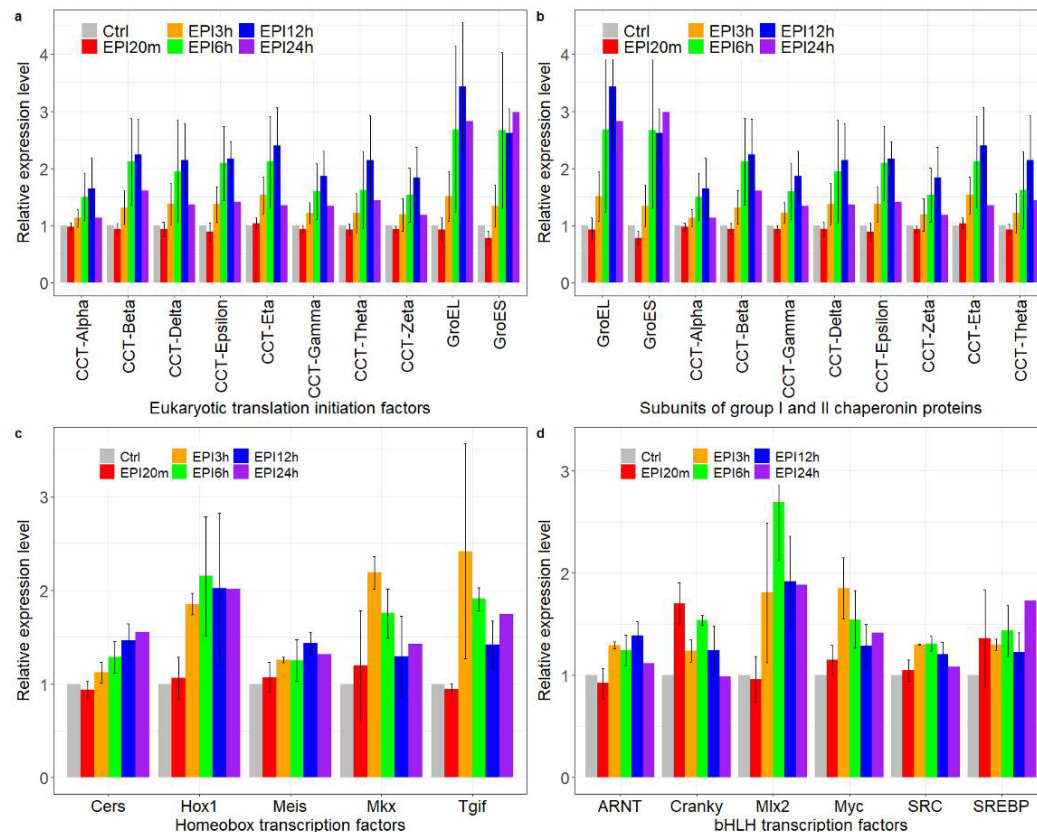 a
Ctrl EPI3h EPI12h
EPI20m EPI6h EPI24h
Relative expression level
4
3
2
1
0
CCT-Alpha CCT-Beta CCT-Delta CCT-Epsilon CCT-Eta CCT-Gamma CCT-Theta CCT-Zeta GroEL GroES
Eukaryotic translation initiation factors
b
Ctrl EPI3h EPI12h
EPI20m EPI6h EPI24h
Relative expression level
4
3
2
1
0
GroEL GroES CCT-Alpha CCT-Beta CCT-Gamma CCT-Delta CCT-Epsilon CCT-Zeta CCT-Eta CCT-Theta
Subunits of group I and II chaperonin proteins
c
Ctrl EPI3h EPI12h
EPI20m EPI6h EPI24h
Relative expression level
3
2
1
0
Cers Hox1 Meis Mkx Tgif
Homeobox transcription factors
d
Ctrl EPI3h EPI12h
EPI20m EPI6h EPI24h
Relative expression level
3
2
1
0
ARNT Cranky Mlx2 Myc SRC SREBP
bHLH transcription factors